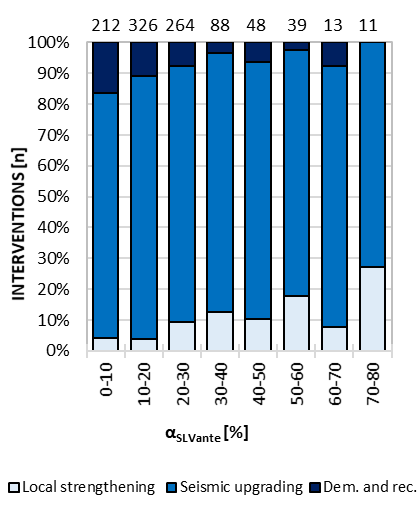 212 326 264 88 48 39 13 11
100%
90%
80%
70%
60%
50%
40%
30%
20%
10%
0%
INTERVENTIONS [n]
0-10 10-20 20-30 30-40 40-50 50-60 60-70 70-80
αSLVante [%]
Local strengthening Seismic upgrading Dem. and rec.